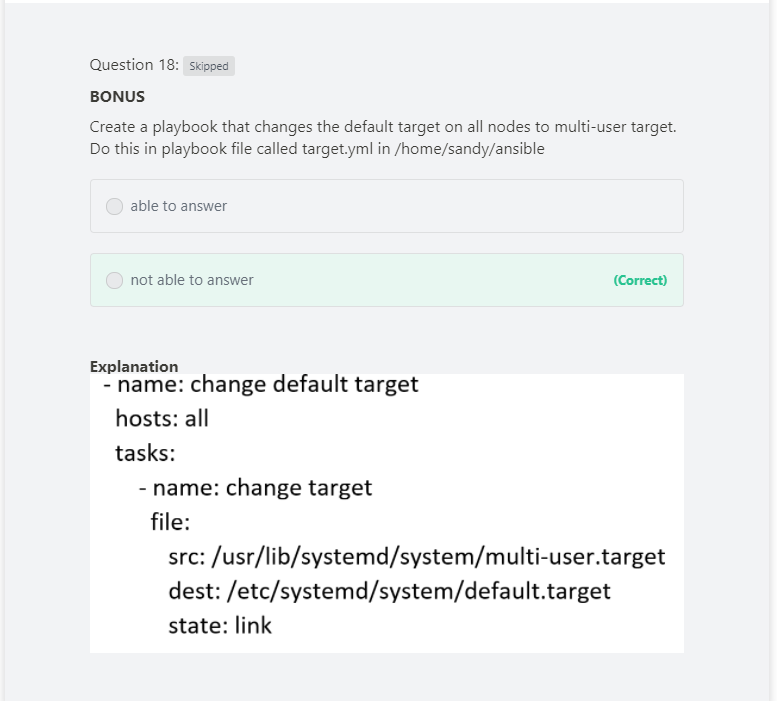 Question 18: Skipped
BONUS
Create a playbook that changes the default target on all nodes to multi-user target.
Do this in playbook file called target.yml in /home/sandy/ansible
able to answer
not able to answer (Correct)
Explanation
- name: change default target
hosts: all
tasks:
- name: change target
file:
src: /usr/lib/systemd/system/multi-user.target
dest: /etc/systemd/system/default.target
state: link